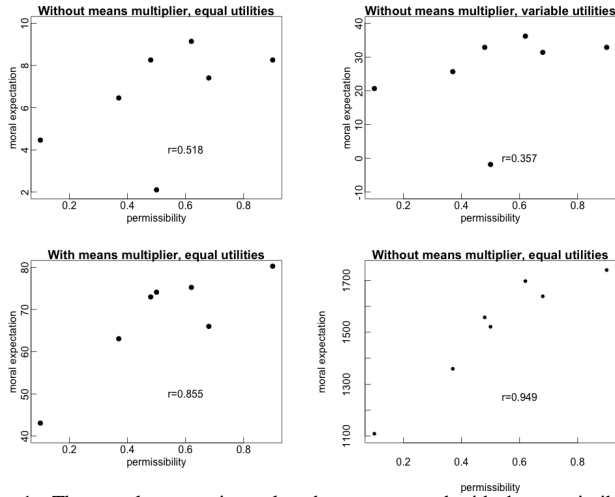 Without means multiplier, equal utilities
10
8
6
4
2
moral expectation
r=0.518
0.2 0.4 0.6 0.8
permissibility
Without means multiplier, variable utilities
40
30
20
10
0
-10
moral expectation
r=0.357
0.2 0.4 0.6 0.8
permissibility
With means multiplier, equal utilities
80
70
60
50
40
moral expectation
r=0.855
0.2 0.4 0.6 0.8
permissibility
Without means multiplier, equal utilities
1700
1500
1300
1100
moral expectation
r=0.949
0.2 0.4 0.6 0.8
permissibility